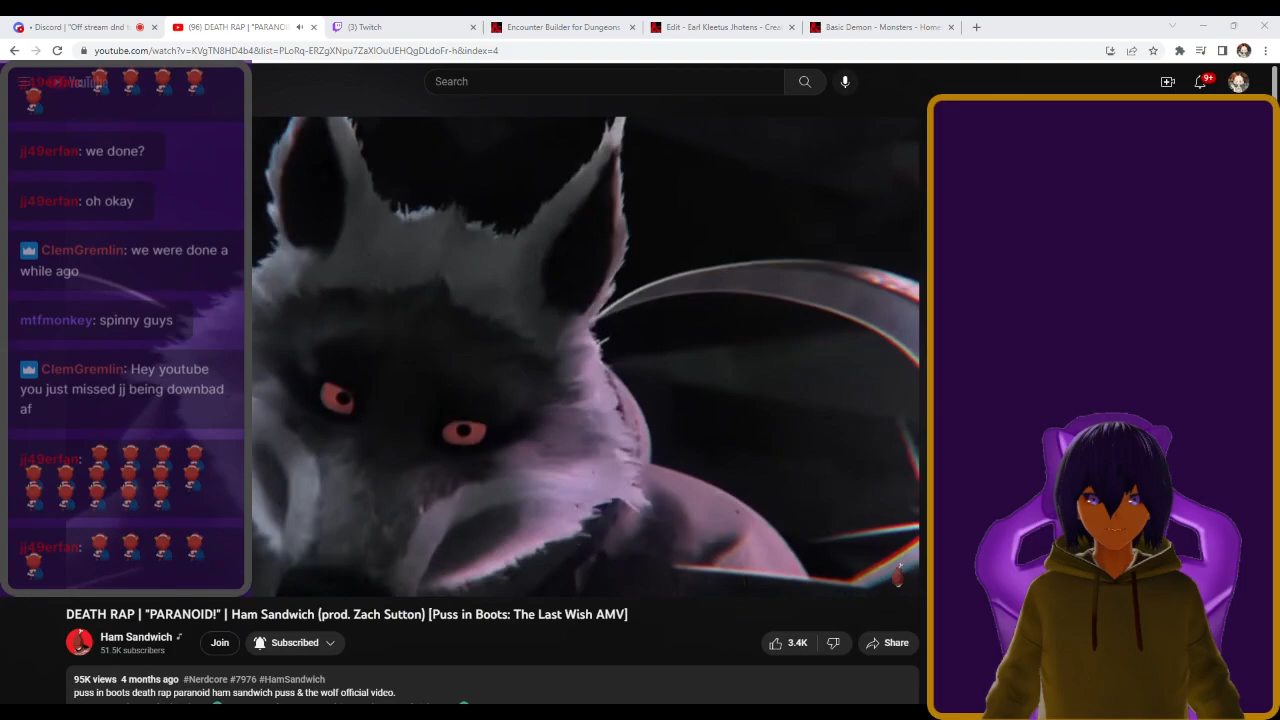 • Discord | "Off stream dnd
(96) DEATH RAP | "PARANOID
(3) Twitch
Encounter Builder for Dungeons
Edit - Earl Kleetus Jhotens - Crea
Basic Demon - Monsters - Home
youtube.com/watch?v=KVgTN8HD4b4&list=PLoRq-ERZgXNpu7ZaXIOuUEHQgDLdoFr-h&index=4
YouTube
Search
9+
jj49erfan: we done?
jj49erfan: oh okay
ClemGremlin: we were done a
while ago
mtfmonkey: spinny guys
ClemGremlin: Hey youtube
you just missed jj being downbad
af
jj49erfan:
jj49erfan:
DEATH RAP | "PARANOID!" | Ham Sandwich (prod. Zach Sutton) [Puss in Boots: The Last Wish AMV]
Ham Sandwich
51.5K subscribers
Join
Subscribed
3.4K
Share
95K views 4 months ago #Nerdcore #7976 #HamSandwich
puss in boots death rap paranoid ham sandwich puss & the wolf official video.